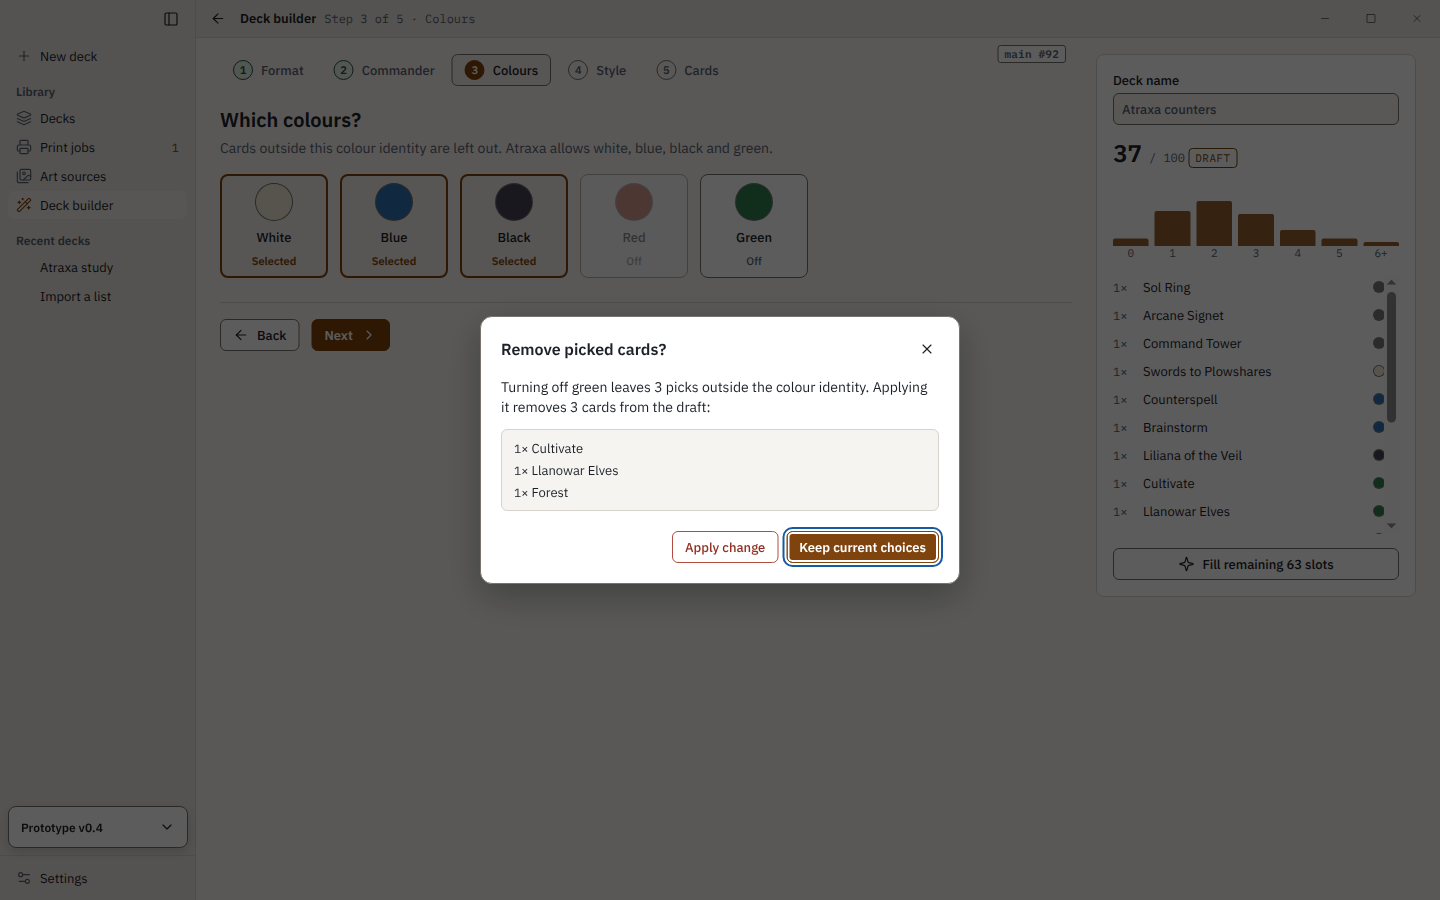 Deck builder Step 3 of 5 · Colours
New deck
Library
Decks
Print jobs 1
Art sources
Deck builder
Recent decks
Atraxa study
Import a list
Prototype v0.4
Settings
main #92
1 Format 2 Commander 3 Colours 4 Style 5 Cards
Which colours?
Cards outside this colour identity are left out. Atraxa allows white, blue, black and green.
White Blue Black Red Green
Selected Selected Selected Off Off
Back Next
Remove picked cards?
Turning off green leaves 3 picks outside the colour identity. Applying
it removes 3 cards from the draft:
1× Cultivate
1× Llanowar Elves
1× Forest
Apply change Keep current choices
Deck name
Atraxa counters
37 / 100 DRAFT
0 1 2 3 4 5 6+
1× Sol Ring
1× Arcane Signet
1× Command Tower
1× Swords to Plowshares
1× Counterspell
1× Brainstorm
1× Liliana of the Veil
1× Cultivate
1× Llanowar Elves
Fill remaining 63 slots